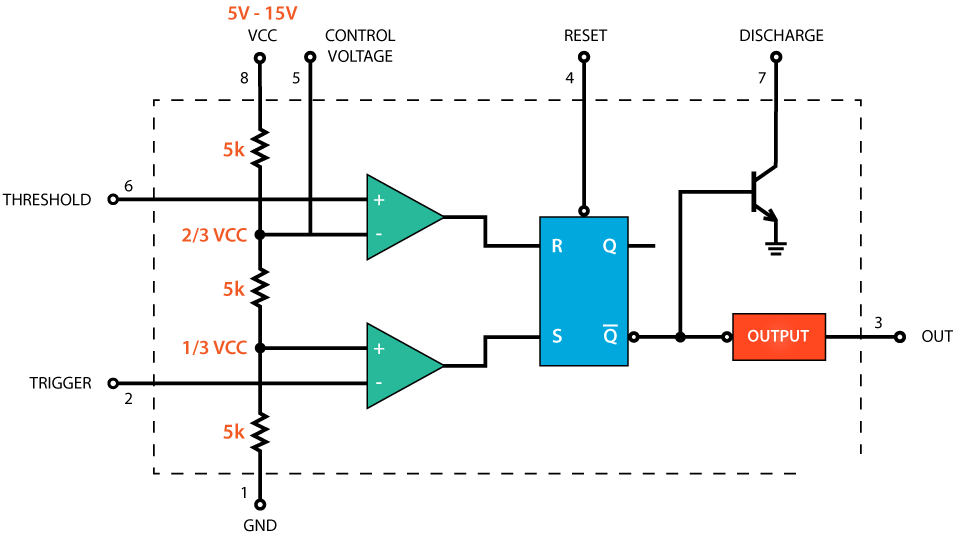 5V - 15V
VCC
CONTROL
VOLTAGE
RESET
DISCHARGE
8
5
4
7
5k
THRESHOLD
6
+
2/3 VCC
-
R
Q
5k
1/3 VCC
+
S
Q̅
OUTPUT
3
OUT
TRIGGER
2
-
5k
1
GND